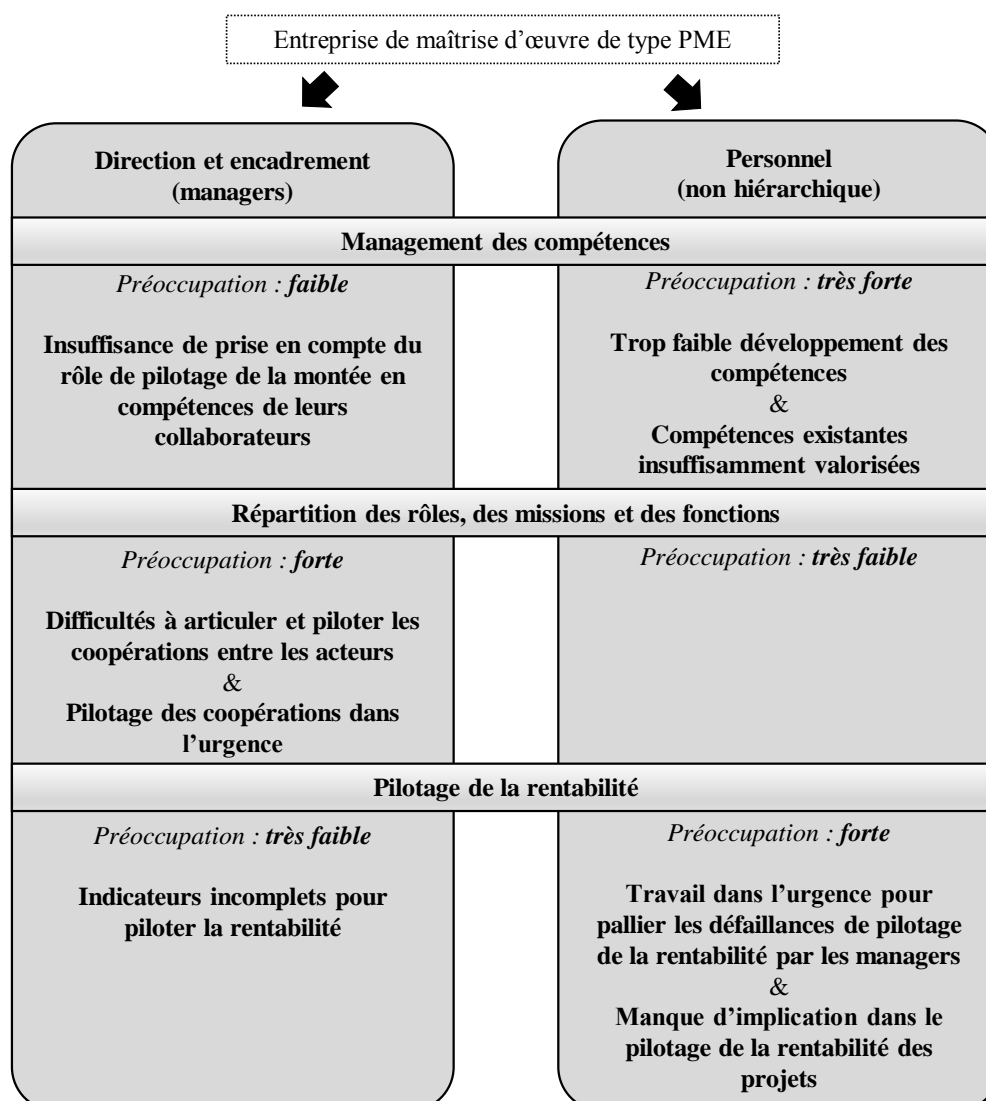 Entreprise de maîtrise d’œuvre de type PME
Direction et encadrement
(managers)
Personnel
(non hiérarchique)
Management des compétences
Préoccupation : faible
Insuffisance de prise en compte du
rôle de pilotage de la montée en
compétences de leurs
collaborateurs
Préoccupation : très forte
Trop faible développement des
compétences
&
Compétences existantes
insuffisamment valorisées
Répartition des rôles, des missions et des fonctions
Préoccupation : forte
Difficultés à articuler et piloter les
coopérations entre les acteurs
&
Pilotage des coopérations dans
l’urgence
Préoccupation : très faible
Pilotage de la rentabilité
Préoccupation : très faible
Indicateurs incomplets pour
piloter la rentabilité
Préoccupation : forte
Travail dans l’urgence pour
pallier les défaillances de pilotage
de la rentabilité par les managers
&
Manque d’implication dans le
pilotage de la rentabilité des
projets